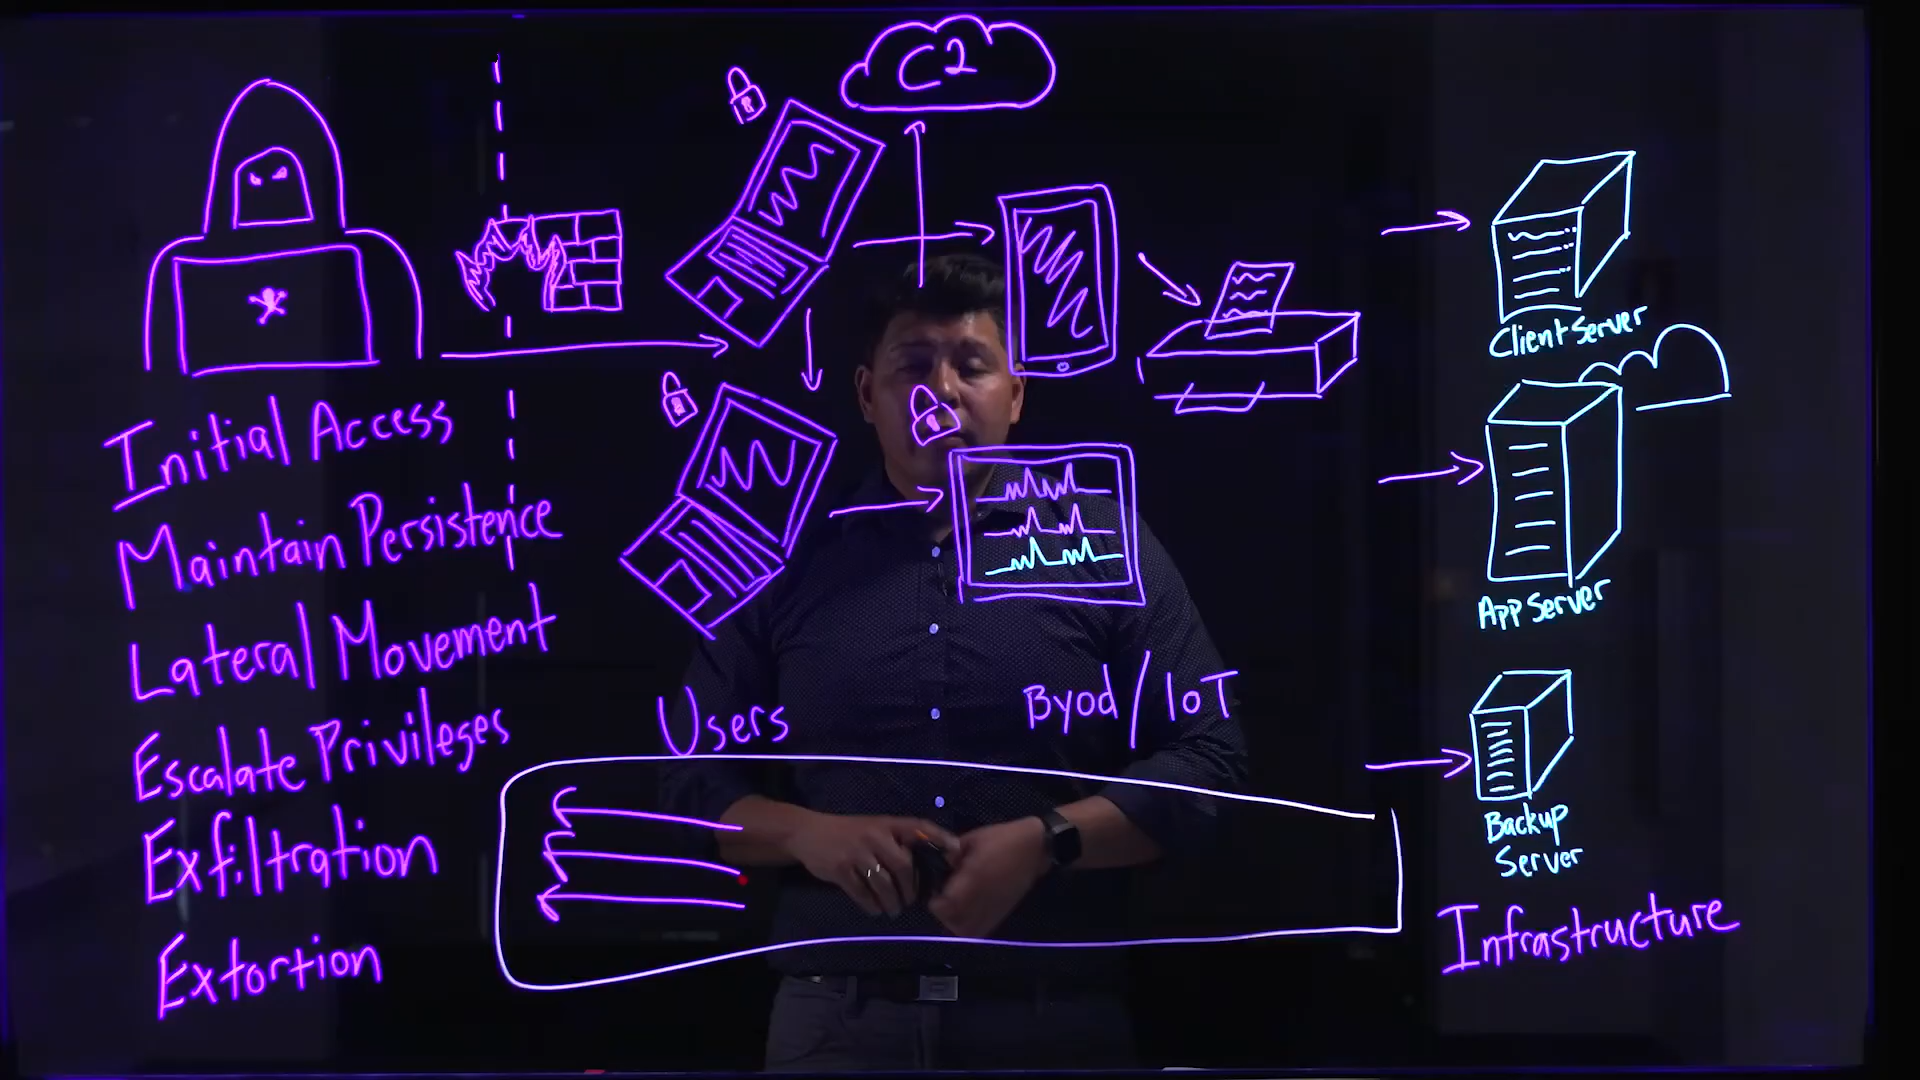 C2
Initial Access
Maintain Persistence
Lateral Movement
Escalate Privileges
Exfiltration
Extortion
Users
Byod / IoT
Client Server
App Server
Backup
Server
Infrastructure